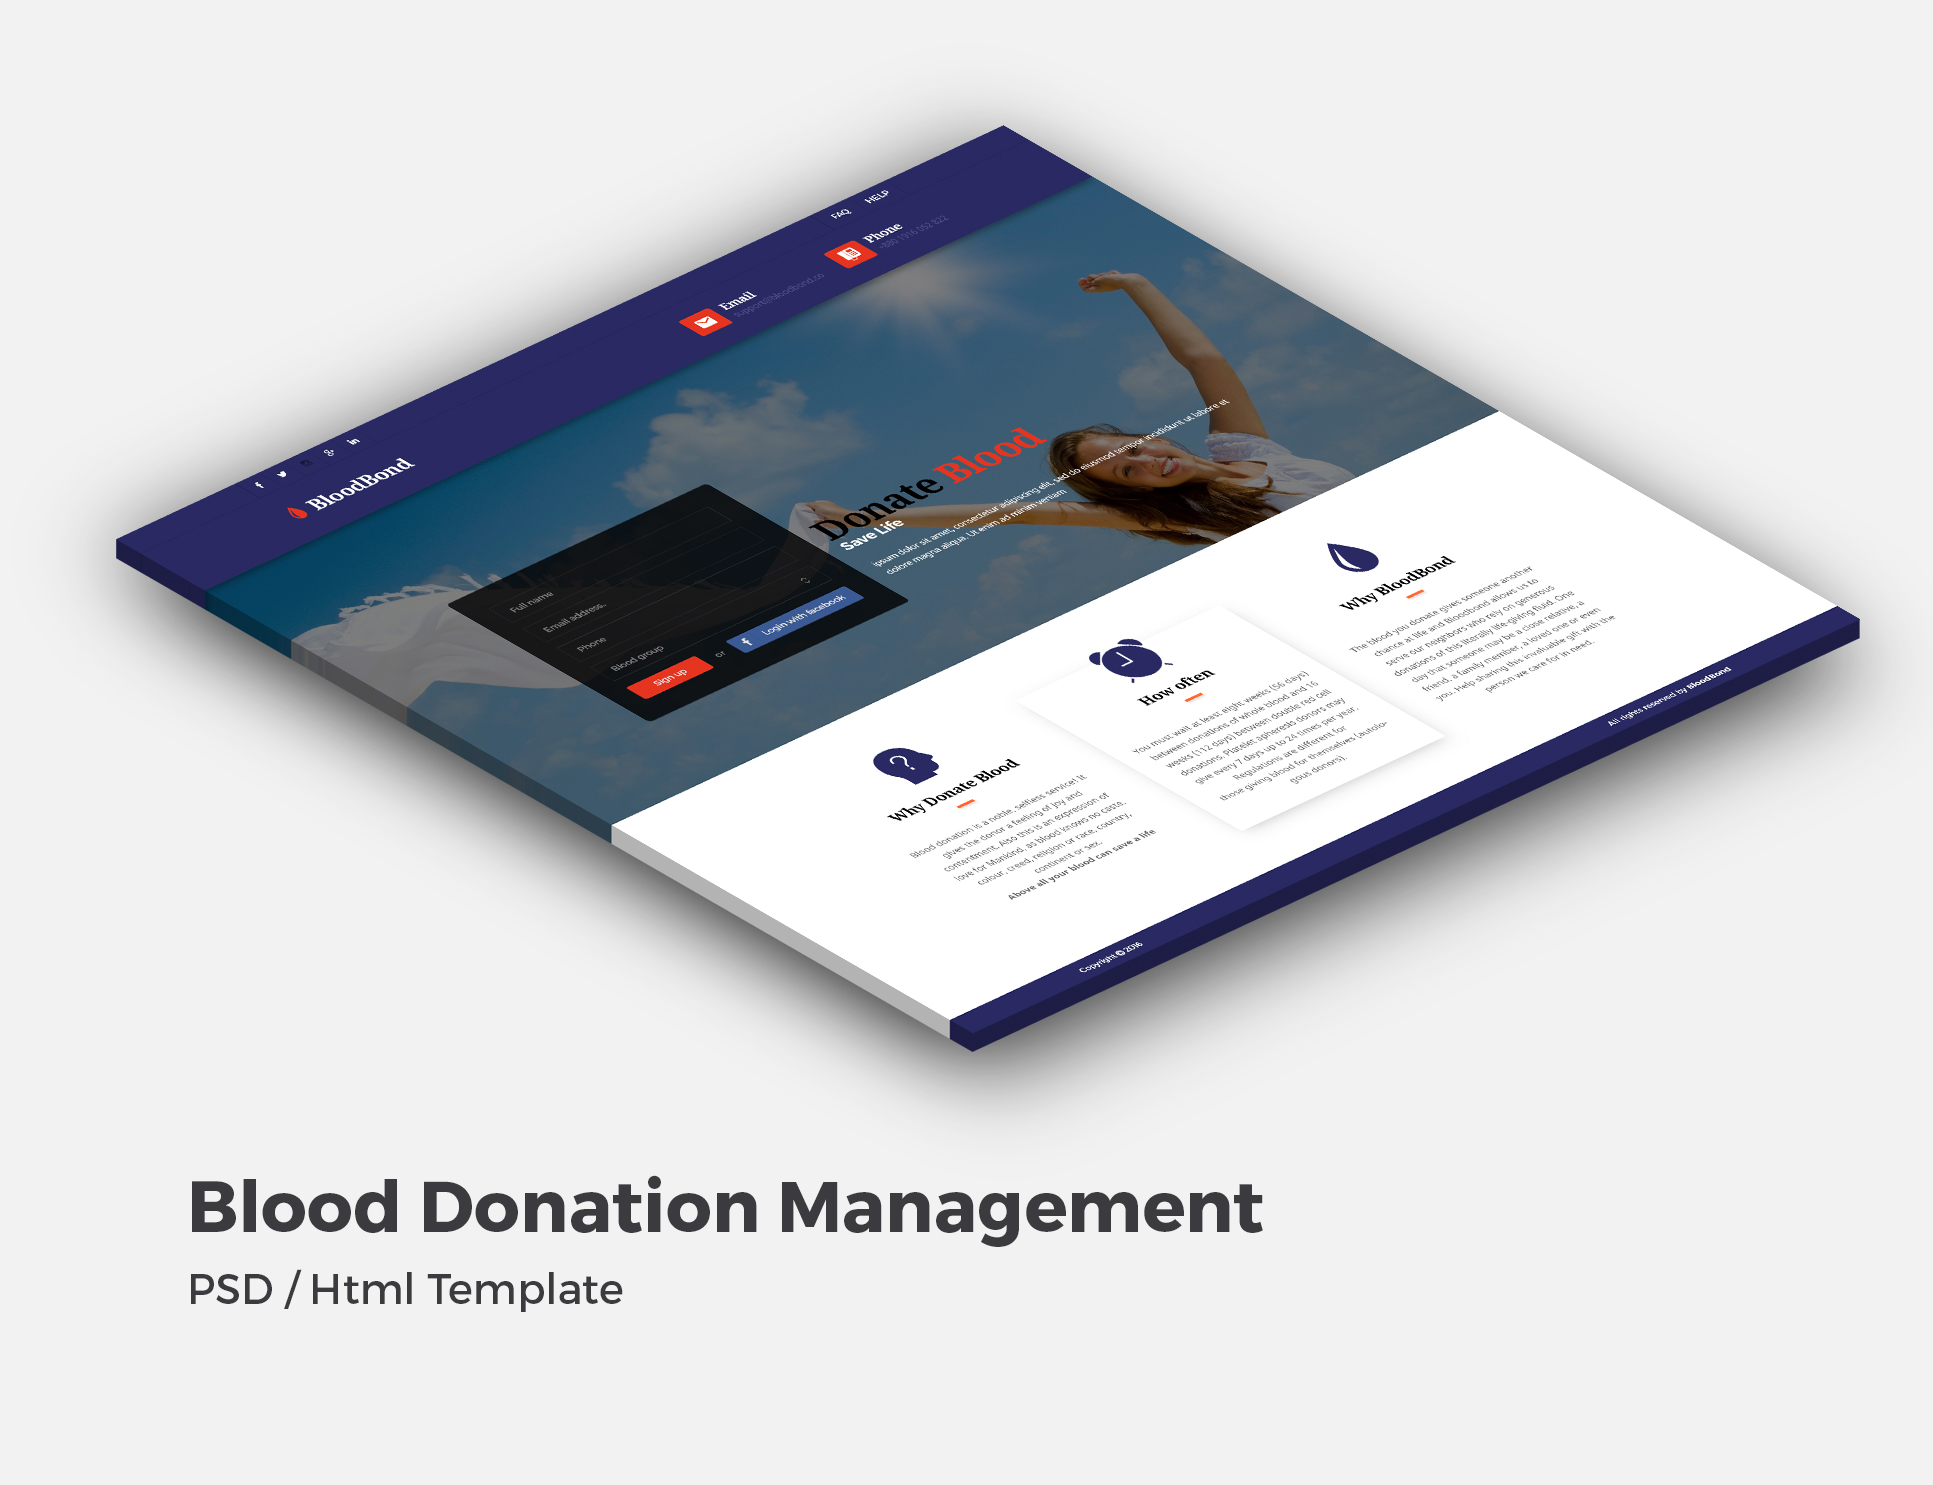 FAQ HELP
BloodBond
Email
support@bloodbond.co
Phone
+880 1916 052 822
Full name
Email address.
Phone
Blood group
Sign up
or
Login with facebook
Donate Blood
Save Life
ipsum dolor sit amet, consectetur adipiscing elit, sed do eiusmod tempor incididunt ut labore et
dolore magna aliqua. Ut enim ad minim veniam
Why Donate Blood
Blood donation is a noble, selfless service! It
gives the donor a feeling of joy and
contentment. Also this is an expression of
love for Mankind, as blood knows no caste,
colour, creed, religion or race, country,
continent or sex.
Above all your blood can save a life
How often
You must wait at least eight weeks (56 days)
between donations of whole blood and 16
weeks (112 days) between double red cell
donations. Platelet apheresis donors may
give every 7 days up to 24 times per year.
Regulations are different for
those giving blood for themselves (autolo-
gous donors).
Why BloodBond
The blood you donate gives someone another
chance at life and Bloodbond allows us to
serve our neighbors who rely on generous
donations of this literally life-giving fluid. One
day that someone may be a close relative, a
friend, a family member, a loved one or even
you. Help sharing this invaluable gift with the
person we care for in need.
Copyright © 2016
All rights reserved by BloodBond
Blood Donation Management
PSD / Html Template